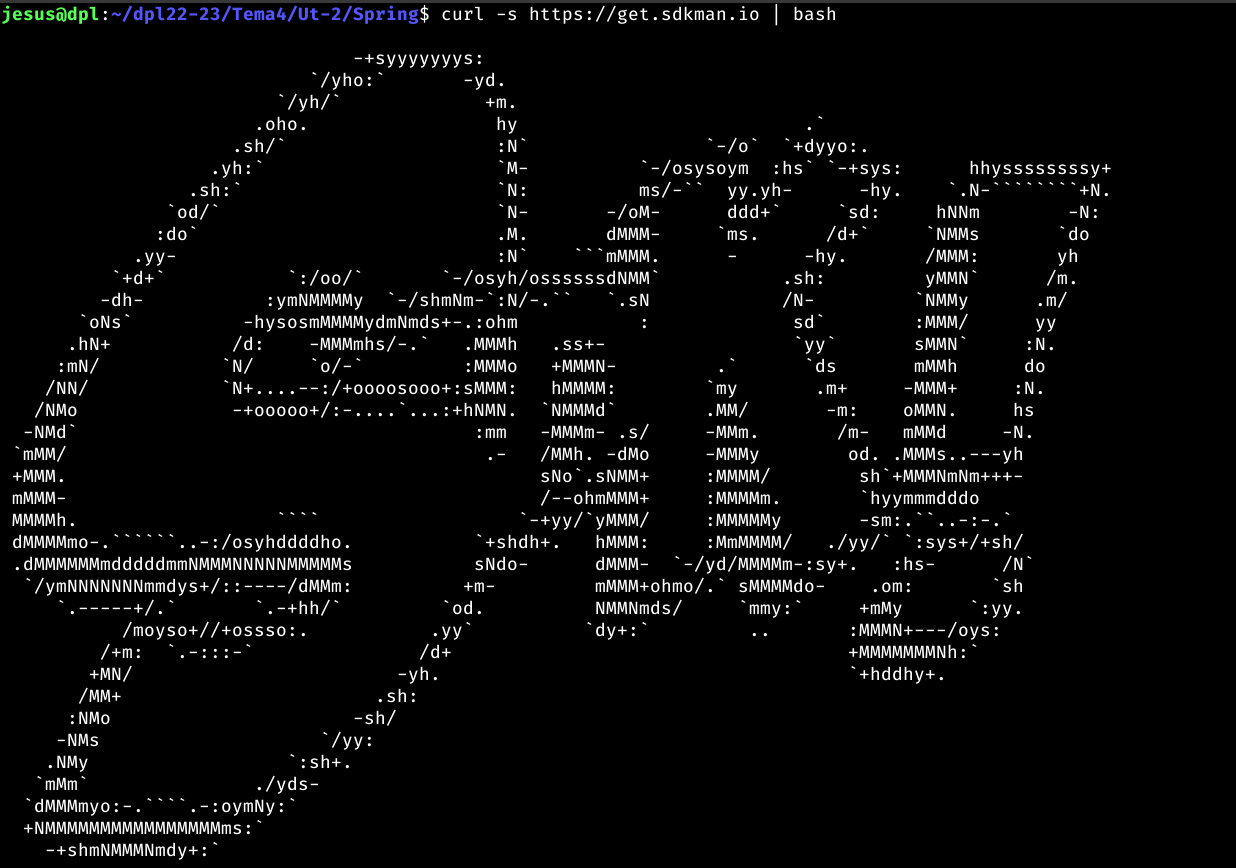 jesus@dpl:~/dpl22-23/Tema4/Ut-2/Spring$ curl -s https://get.sdkman.io | bash

                                -+syyyyyyys:
                            `/yho:`       -yd.
                         `/yh/`             +m.
                       .oho.                 hy                          .`
                     .sh/`                   :N`                `-/o`  `+dyyo:.
                   .yh:`                     `M-          `-/osysoym  :hs` `-+sys:      hhyssssssssy+
                 .sh:`                       `N:          ms/-``  yy.yh-      -hy.    `.N-````````+N.
               `od/`                         `N-       -/oM-      ddd+`     `sd:     hNNm        -N:
              :do`                           .M.       dMMM-     `ms.      /d+`     `NMMs       `do
            .yy-                             :N`    ```mMMM.      -      -hy.       /MMM:       yh
          `+d+`           `:/oo/`       `-/osyh/ossssssdNMM`           .sh:         yMMN`      /m.
         -dh-           :ymNMMMMy  `-/shmNm-`:N/-.``   `.sN            /N-         `NMMy      .m/
       `oNs`          -hysosmMMMMydmNmds+-.:ohm           :             sd`        :MMM/      yy
      .hN+           /d:    -MMMmhs/-.`   .MMMh   .ss+-                 `yy`       sMMN`     :N.
     :mN/           `N/     `o/-`         :MMMo   +MMMN-         .`      `ds       mMMh      do
    /NN/            `N+....--:/+oooosooo+:sMMM:   hMMMM:        `my       .m+     -MMM+     :N.
   /NMo              -+ooooo+/:-....`...:+hNMN.  `NMMMd`        .MM/       -m:    oMMN.     hs
  -NMd`                                    :mm   -MMMm- .s/     -MMm.       /m-   mMMd     -N.
 `mMM/                                      .-   /MMh. -dMo     -MMMy        od. .MMMs..---yh
 +MMM.                                           sNo`.sNMM+     :MMMM/        sh`+MMMNmNm+++-
 mMMM-                                           /--ohmMMM+     :MMMMm.       `hyymmmdddo
 MMMMh.                  ````                  `-+yy/`yMMM/     :MMMMMy       -sm:.``..-:-.`
 dMMMMmo-.``````..-:/osyhddddho.           `+shdh+.   hMMM:     :MmMMMM/   ./yy/` `:sys+/+sh/
 .dMMMMMMmdddddmmNMMMNNNNNMMMMMs           sNdo-      dMMM-  `-/yd/MMMMm-:sy+.   :hs-      /N`
  `/ymNNNNNNNmmdys+/::----/dMMm:          +m-         mMMM+ohmo/.` sMMMMdo-    .om:       `sh
     `.-----+/.`       `.-+hh/`         `od.          NMMNmds/     `mmy:`     +mMy      `:yy.
           /moyso+//+ossso:.           .yy`          `dy+:`         ..       :MMMN+---/oys:
         /+m:  `.-:::-`               /d+                                    +MMMMMMMNh:`
        +MN/                        -yh.                                     `+hddhy+.
       /MM+                       .sh:
      :NMo                      -sh/
     -NMs                    `/yy:
    .NMy                  `:sh+.
   `mMm`               ./yds-
  `dMMMmyo:-.````.-:oymNy:`
  +NMMMMMMMMMMMMMMMMms:`
    -+shmNMMMNmdy+:`